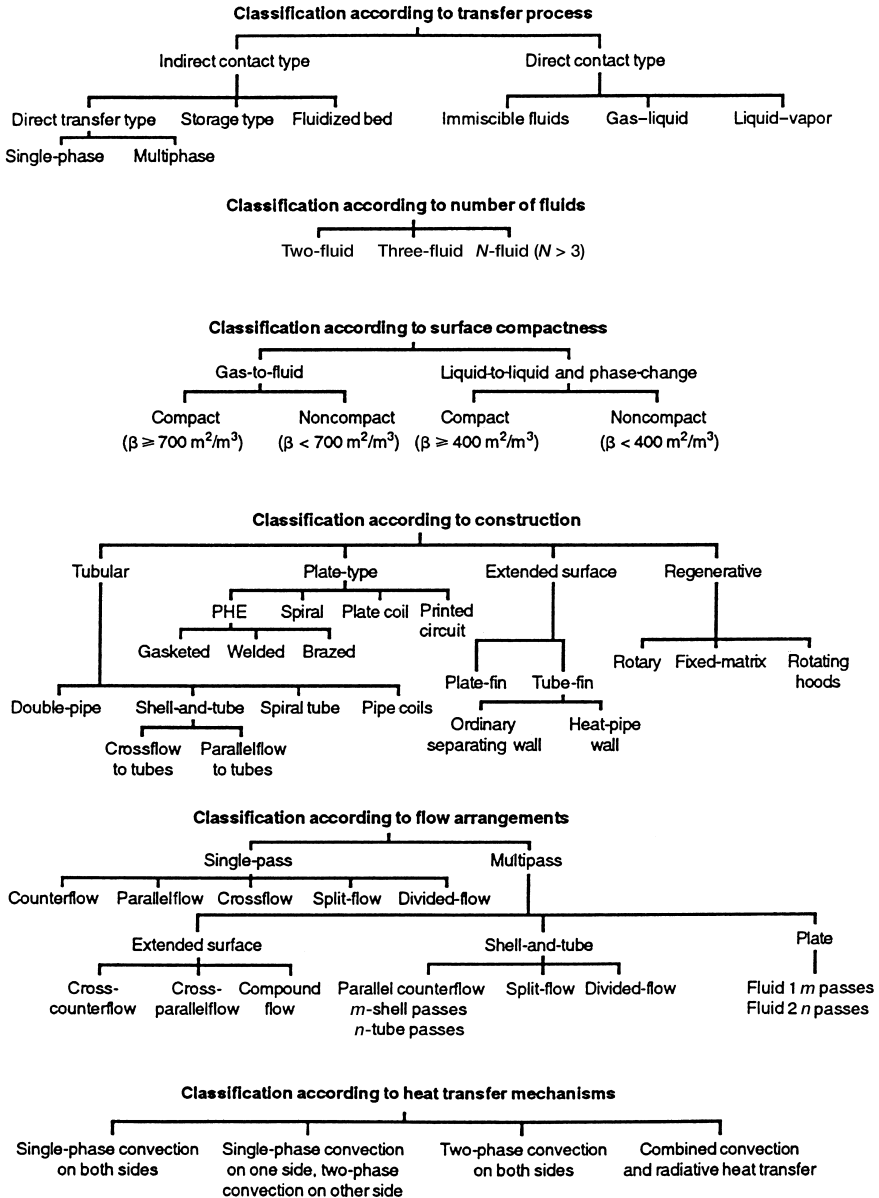 Classification according to transfer process
Indirect contact type
Direct contact type
Direct transfer type
Storage type
Fluidized bed
Immiscible fluids
Gas–liquid
Liquid–vapor
Single-phase
Multiphase
Classification according to number of fluids
Two-fluid
Three-fluid
N-fluid (N > 3)
Classification according to surface compactness
Gas-to-fluid
Liquid-to-liquid and phase-change
Compact
(β ≥ 700 m²/m³)
Noncompact
(β < 700 m²/m³)
Compact
(β ≥ 400 m²/m³)
Noncompact
(β < 400 m²/m³)
Classification according to construction
Tubular
Plate-type
Extended surface
Regenerative
PHE
Spiral
Plate coil
Printed
circuit
Gasketed
Welded
Brazed
Rotary
Fixed-matrix
Rotating
hoods
Plate-fin
Tube-fin
Double-pipe
Shell-and-tube
Spiral tube
Pipe coils
Ordinary
separating wall
Heat-pipe
wall
Crossflow
to tubes
Parallelflow
to tubes
Classification according to flow arrangements
Single-pass
Multipass
Counterflow
Parallelflow
Crossflow
Split-flow
Divided-flow
Extended surface
Shell-and-tube
Plate
Cross-
counterflow
Cross-
parallelflow
Compound
flow
Parallel counterflow
m-shell passes
n-tube passes
Split-flow
Divided-flow
Fluid 1 m passes
Fluid 2 n passes
Classification according to heat transfer mechanisms
Single-phase convection
on both sides
Single-phase convection
on one side, two-phase
convection on other side
Two-phase convection
on both sides
Combined convection
and radiative heat transfer